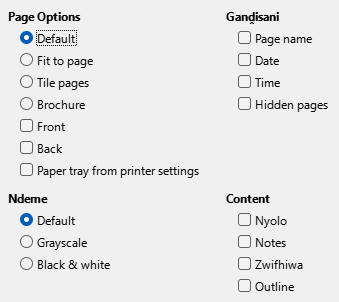 Page Options
Default
Fit to page
Tile pages
Brochure
Front
Back
Paper tray from printer settings
Ganḓisani
Page name
Date
Time
Hidden pages
Ndeme
Default
Grayscale
Black & white
Content
Nyolo
Notes
Zwifhiwa
Outline